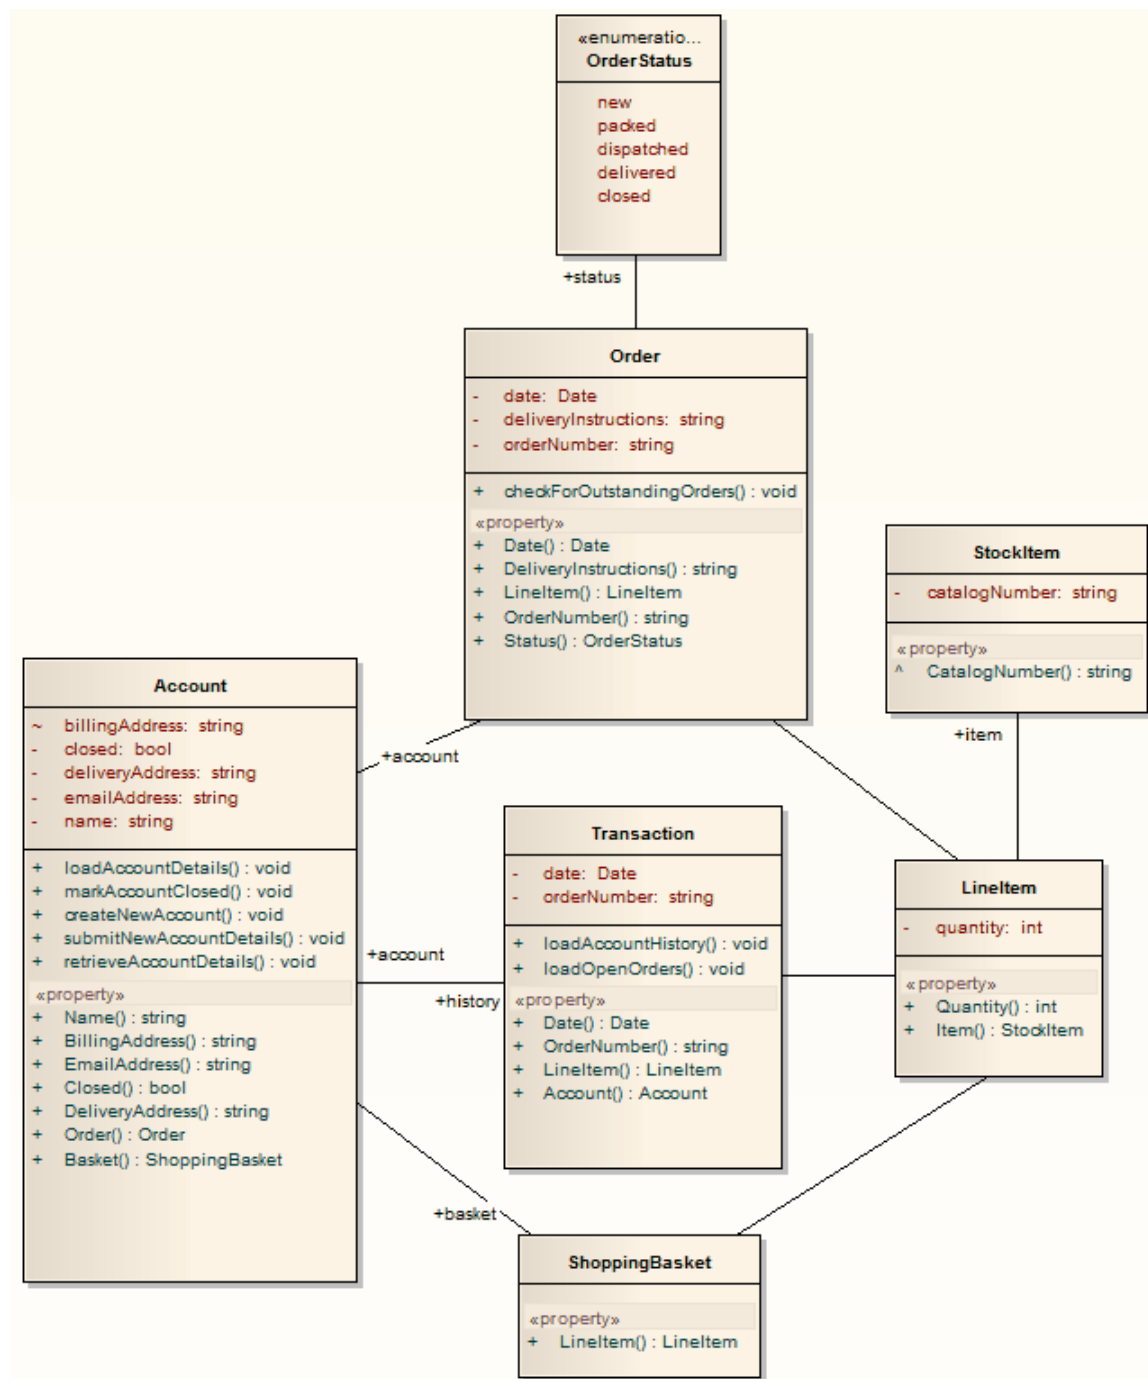 «enumeratio...
OrderStatus
new
packed
dispatched
delivered
closed
+status
Order
- date: Date
- deliveryInstructions: string
- orderNumber: string
+ checkForOutstandingOrders() : void
«property»
+ Date() : Date
+ DeliveryInstructions() : string
+ LineItem() : LineItem
+ OrderNumber() : string
+ Status() : OrderStatus
StockItem
- catalogNumber: string
«property»
^ CatalogNumber() : string
+item
Account
~ billingAddress: string
- closed: bool
- deliveryAddress: string
- emailAddress: string
- name: string
+ loadAccountDetails() : void
+ markAccountClosed() : void
+ createNewAccount() : void
+ submitNewAccountDetails() : void
+ retrieveAccountDetails() : void
«property»
+ Name() : string
+ BillingAddress() : string
+ EmailAddress() : string
+ Closed() : bool
+ DeliveryAddress() : string
+ Order() : Order
+ Basket() : ShoppingBasket
+account
+account
+history
+basket
Transaction
- date: Date
- orderNumber: string
+ loadAccountHistory() : void
+ loadOpenOrders() : void
«property»
+ Date() : Date
+ OrderNumber() : string
+ LineItem() : LineItem
+ Account() : Account
LineItem
- quantity: int
«property»
+ Quantity() : int
+ Item() : StockItem
ShoppingBasket
«property»
+ LineItem() : LineItem